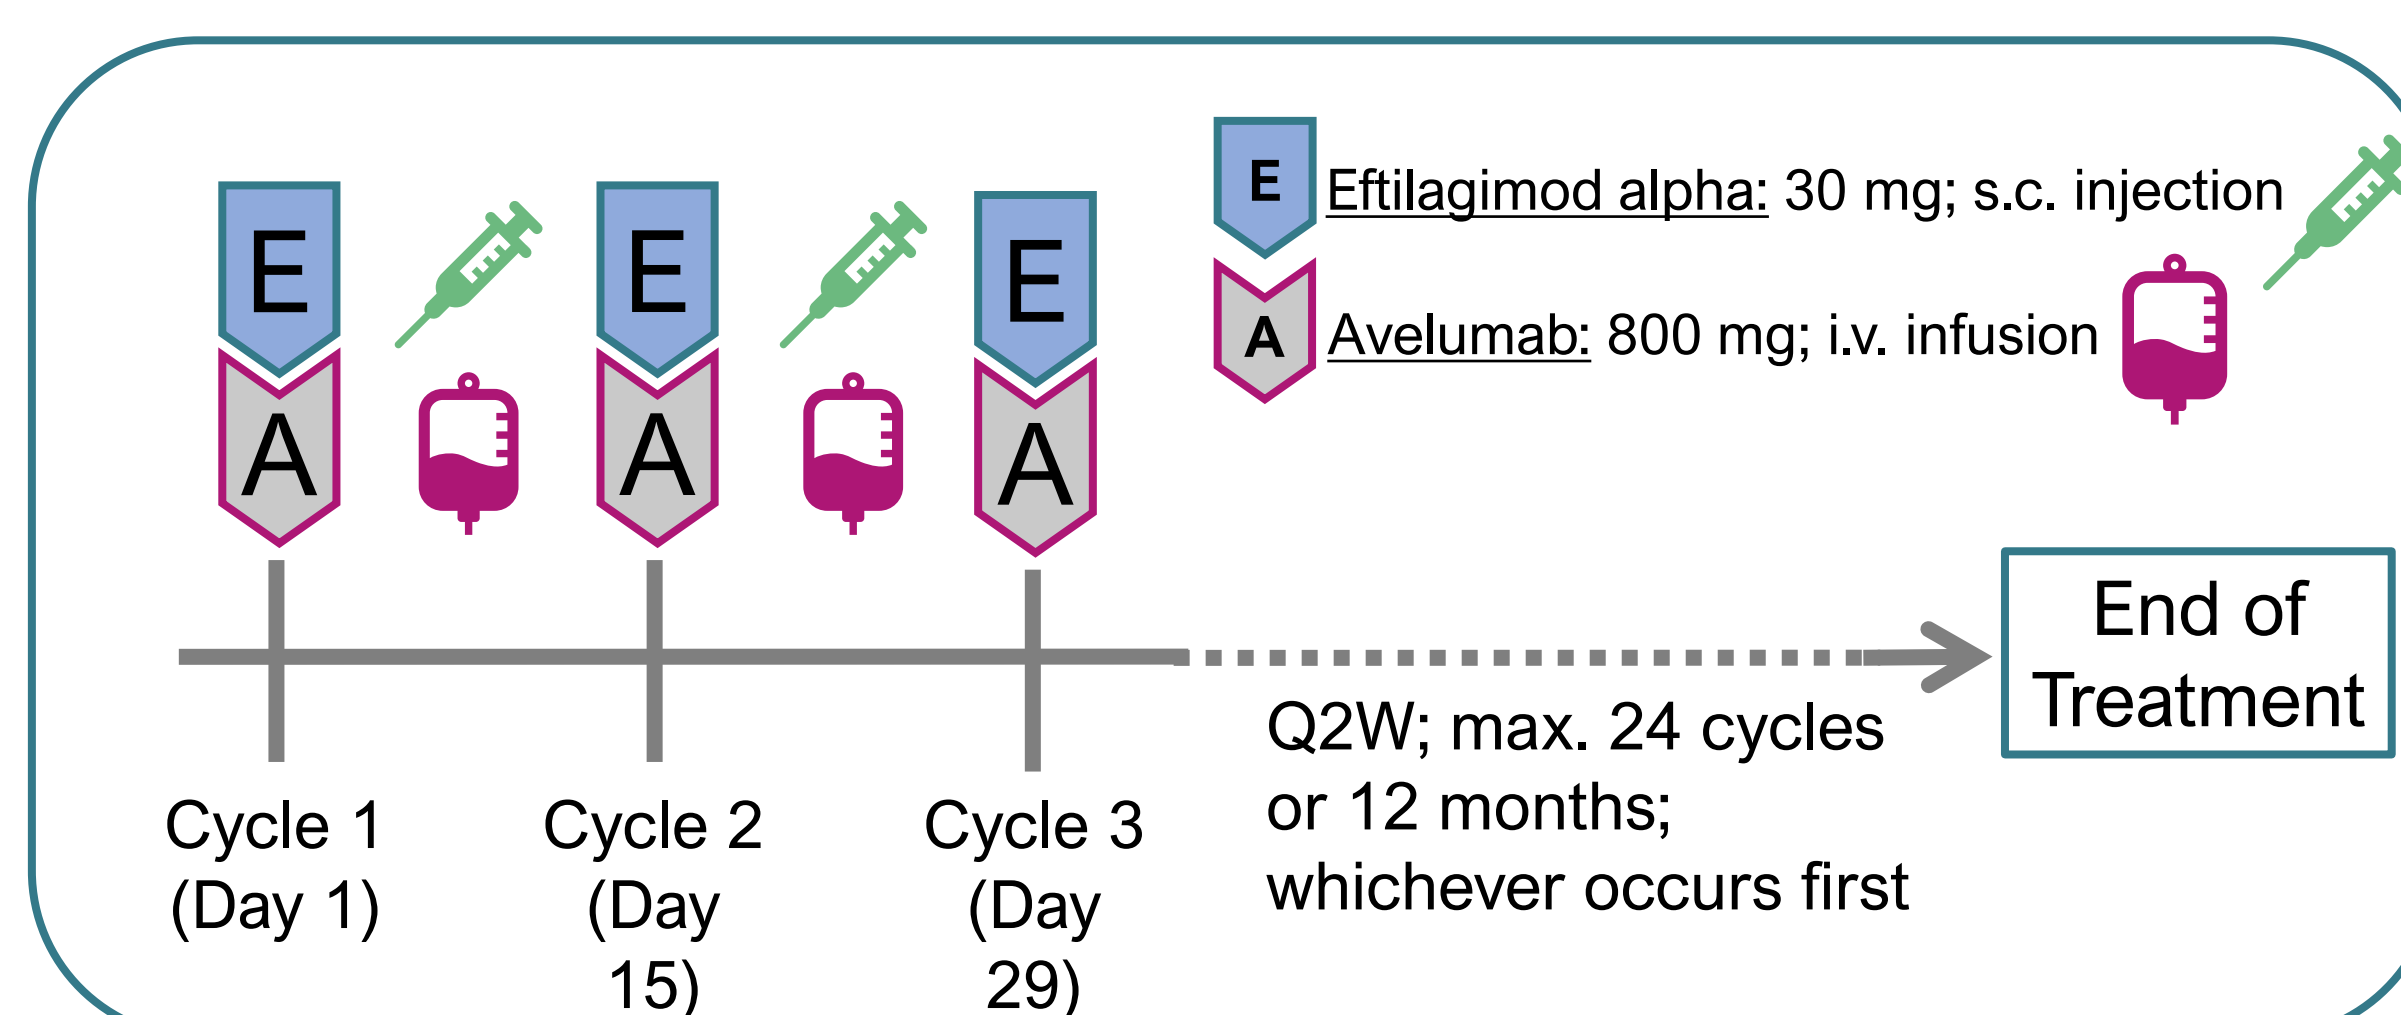 E
Eftilagimod alpha: 30 mg; s.c. injection
A
Avelumab: 800 mg; i.v. infusion
E
E
E
A
A
A
End of
Treatment
Q2W; max. 24 cycles
or 12 months;
whichever occurs first
Cycle 1
(Day 1)
Cycle 2
(Day
15)
Cycle 3
(Day
29)